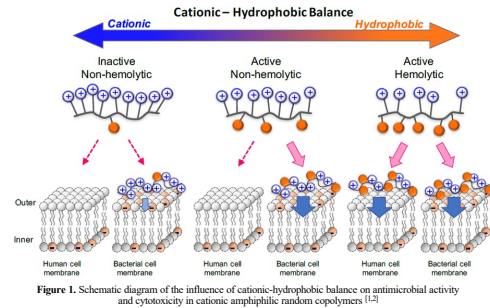 Cationic – Hydrophobic Balance
Cationic
Hydrophobic
Inactive
Non-hemolytic
Active
Non-hemolytic
Active
Hemolytic
Outer
Inner
Human cell
membrane
Bacterial cell
membrane
Human cell
membrane
Bacterial cell
membrane
Human cell
membrane
Bacterial cell
membrane
Figure 1. Schematic diagram of the influence of cationic-hydrophobic balance on antimicrobial activity
and cytotoxicity in cationic amphiphilic random copolymers [1,2]